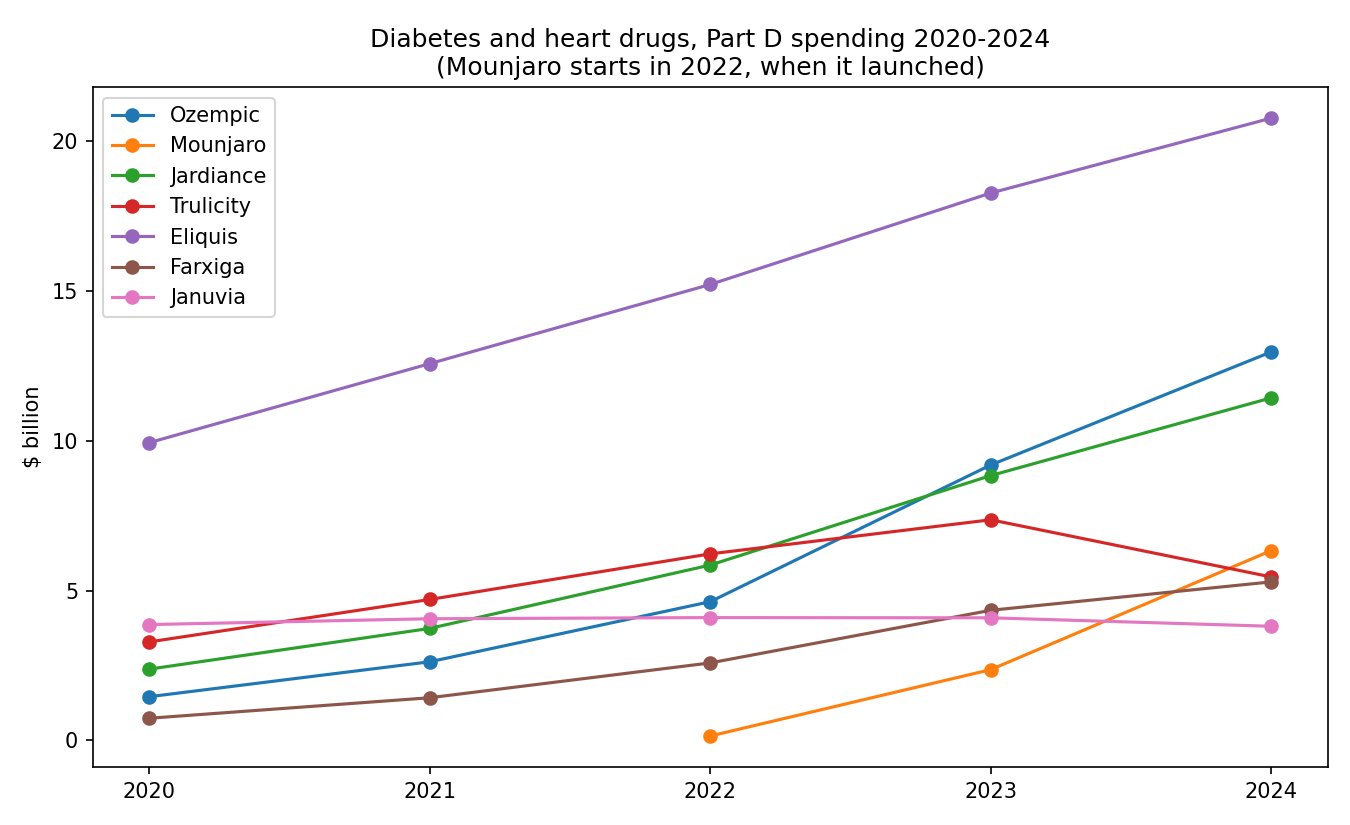 Diabetes and heart drugs, Part D spending 2020-2024
(Mounjaro starts in 2022, when it launched)
Ozempic
Mounjaro
Jardiance
Trulicity
Eliquis
Farxiga
Januvia
$ billion
20
15
10
5
0
2020 2021 2022 2023 2024